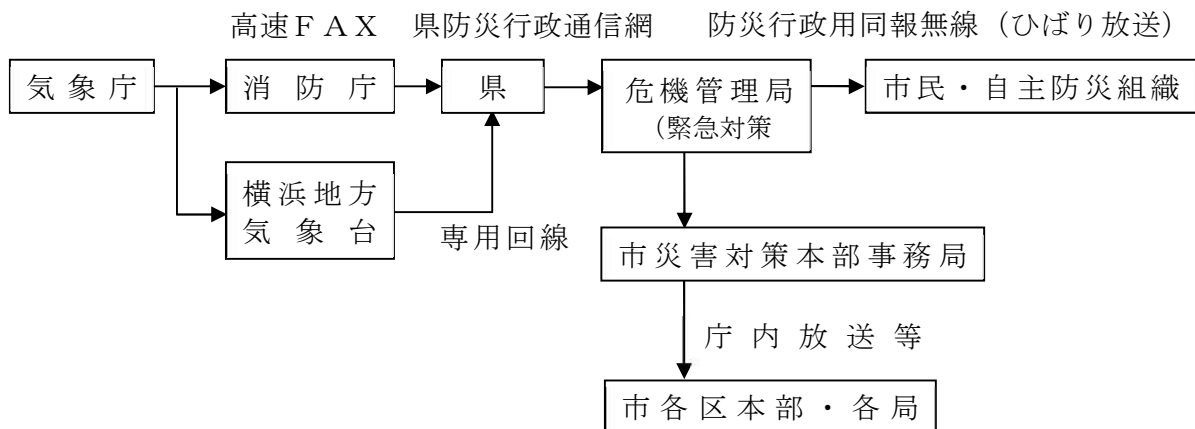 高速ＦＡＸ　県防災行政通信網　防災行政用同報無線（ひばり放送）
気象庁　消防庁　県　危機管理局　市民・自主防災組織
（緊急対策
横浜地方
気象台
専用回線
市災害対策本部事務局
庁内放送等
市各区本部・各局